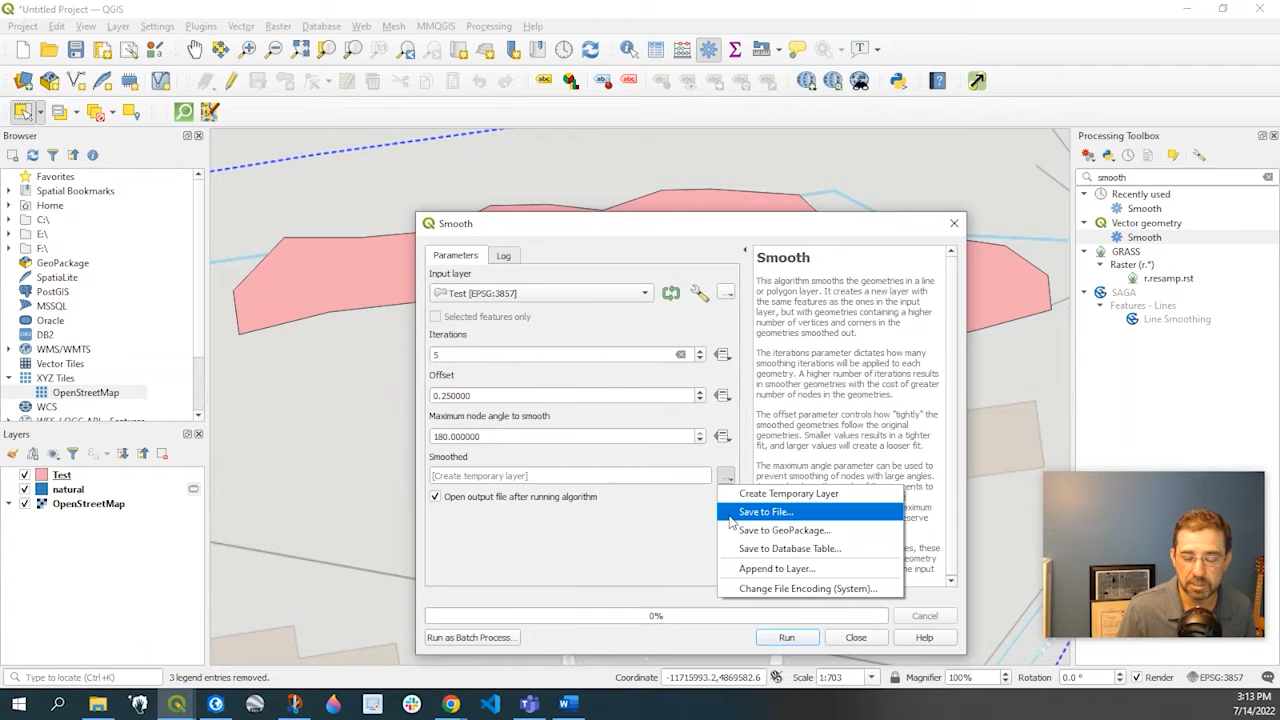 *Untitled Project — QGIS
Project Edit View Layer Settings Plugins Vector Raster Database Web Mesh MMQGIS Processing Help
Browser
Favorites
Spatial Bookmarks
Home
C:\
E:\
F:\
GeoPackage
SpatiaLite
PostGIS
MSSQL
Oracle
DB2
WMS/WMTS
Vector Tiles
XYZ Tiles
OpenStreetMap
WCS
Layers
Test
natural
OpenStreetMap
Smooth
Parameters
Log
Input layer
Test [EPSG:3857]
Selected features only
Iterations
5
Offset
0.250000
Maximum node angle to smooth
180.000000
Smoothed
[Create temporary layer]
Open output file after running algorithm
Smooth
This algorithm smooths the geometries in a line
or polygon layer. It creates a new layer with
the same features as the ones in the input
layer, but with geometries containing a higher
number of vertices and corners in the
geometries smoothed out.
The iterations parameter dictates how many
smoothing iterations will be applied to each
geometry. A higher number of iterations results
in smoother geometries with the cost of greater
number of nodes in the geometries.
The offset parameter controls how "tightly" the
smoothed geometries follow the original
geometries. Smaller values results in a tighter
fit, and larger values will create a looser fit.
The maximum angle parameter can be used to
prevent smoothing of nodes with large angles.
Create Temporary Layer
Save to File...
Save to GeoPackage...
Save to Database Table...
Append to Layer...
Change File Encoding (System)...
0%
Cancel
Run as Batch Process...
Run
Close
Help
Processing Toolbox
smooth
Recently used
Smooth
Vector geometry
Smooth
GRASS
Raster (r.*)
r.resamp.rst
SAGA
Features - Lines
Line Smoothing
Type to locate (Ctrl+K)
3 legend entries removed.
Coordinate -11715993.2,4869582.6
Scale 1:703
Magnifier 100%
Rotation 0.0 °
Render
EPSG:3857
3:13 PM
7/14/2022